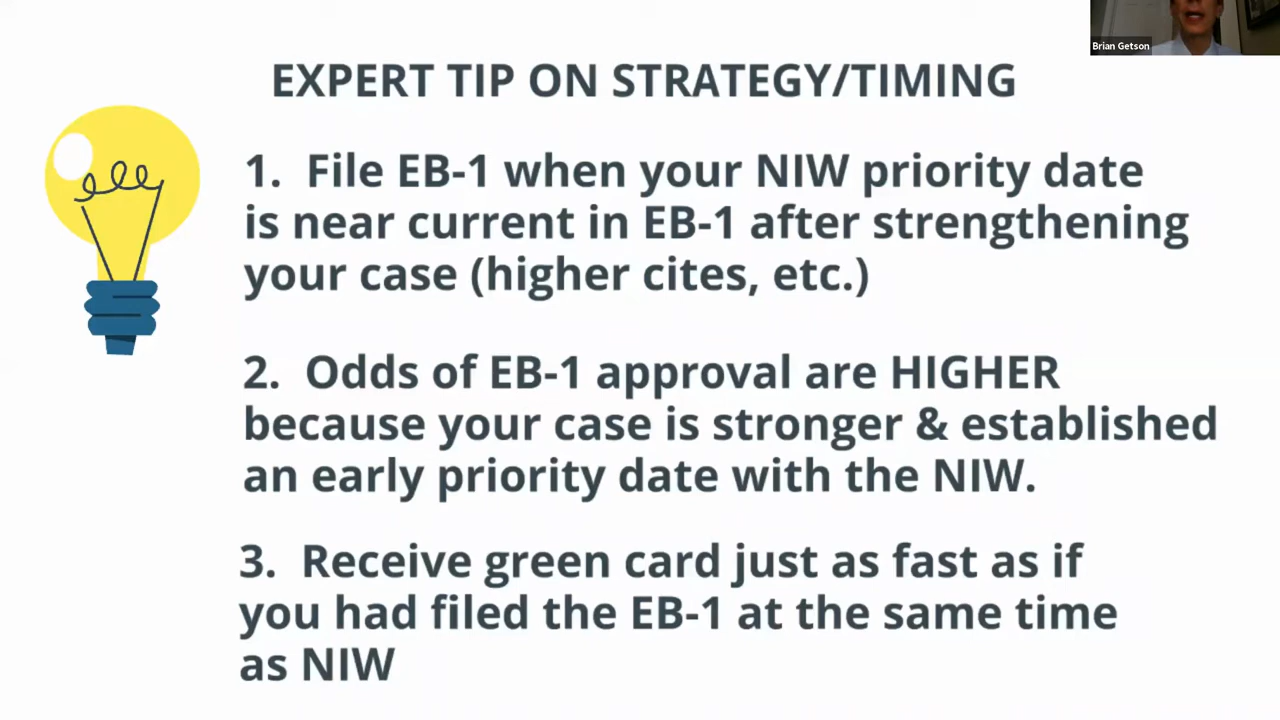 Brian Getson
EXPERT TIP ON STRATEGY/TIMING
1. File EB-1 when your NIW priority date
is near current in EB-1 after strengthening
your case (higher cites, etc.)
2. Odds of EB-1 approval are HIGHER
because your case is stronger & established
an early priority date with the NIW.
3. Receive green card just as fast as if
you had filed the EB-1 at the same time
as NIW